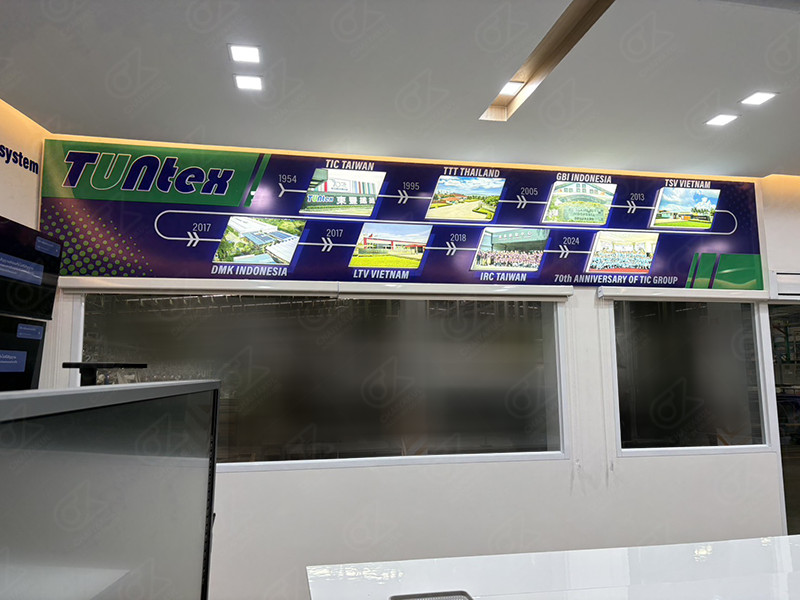 system
TUNtex
TIC TAIWAN
1954
1995
TTT THAILAND
2005
GBI INDONESIA
2013
TSV VIETNAM
2017
DMK INDONESIA
2017
LTV VIETNAM
2018
IRC TAIWAN
2024
70th ANNIVERSARY OF TIC GROUP